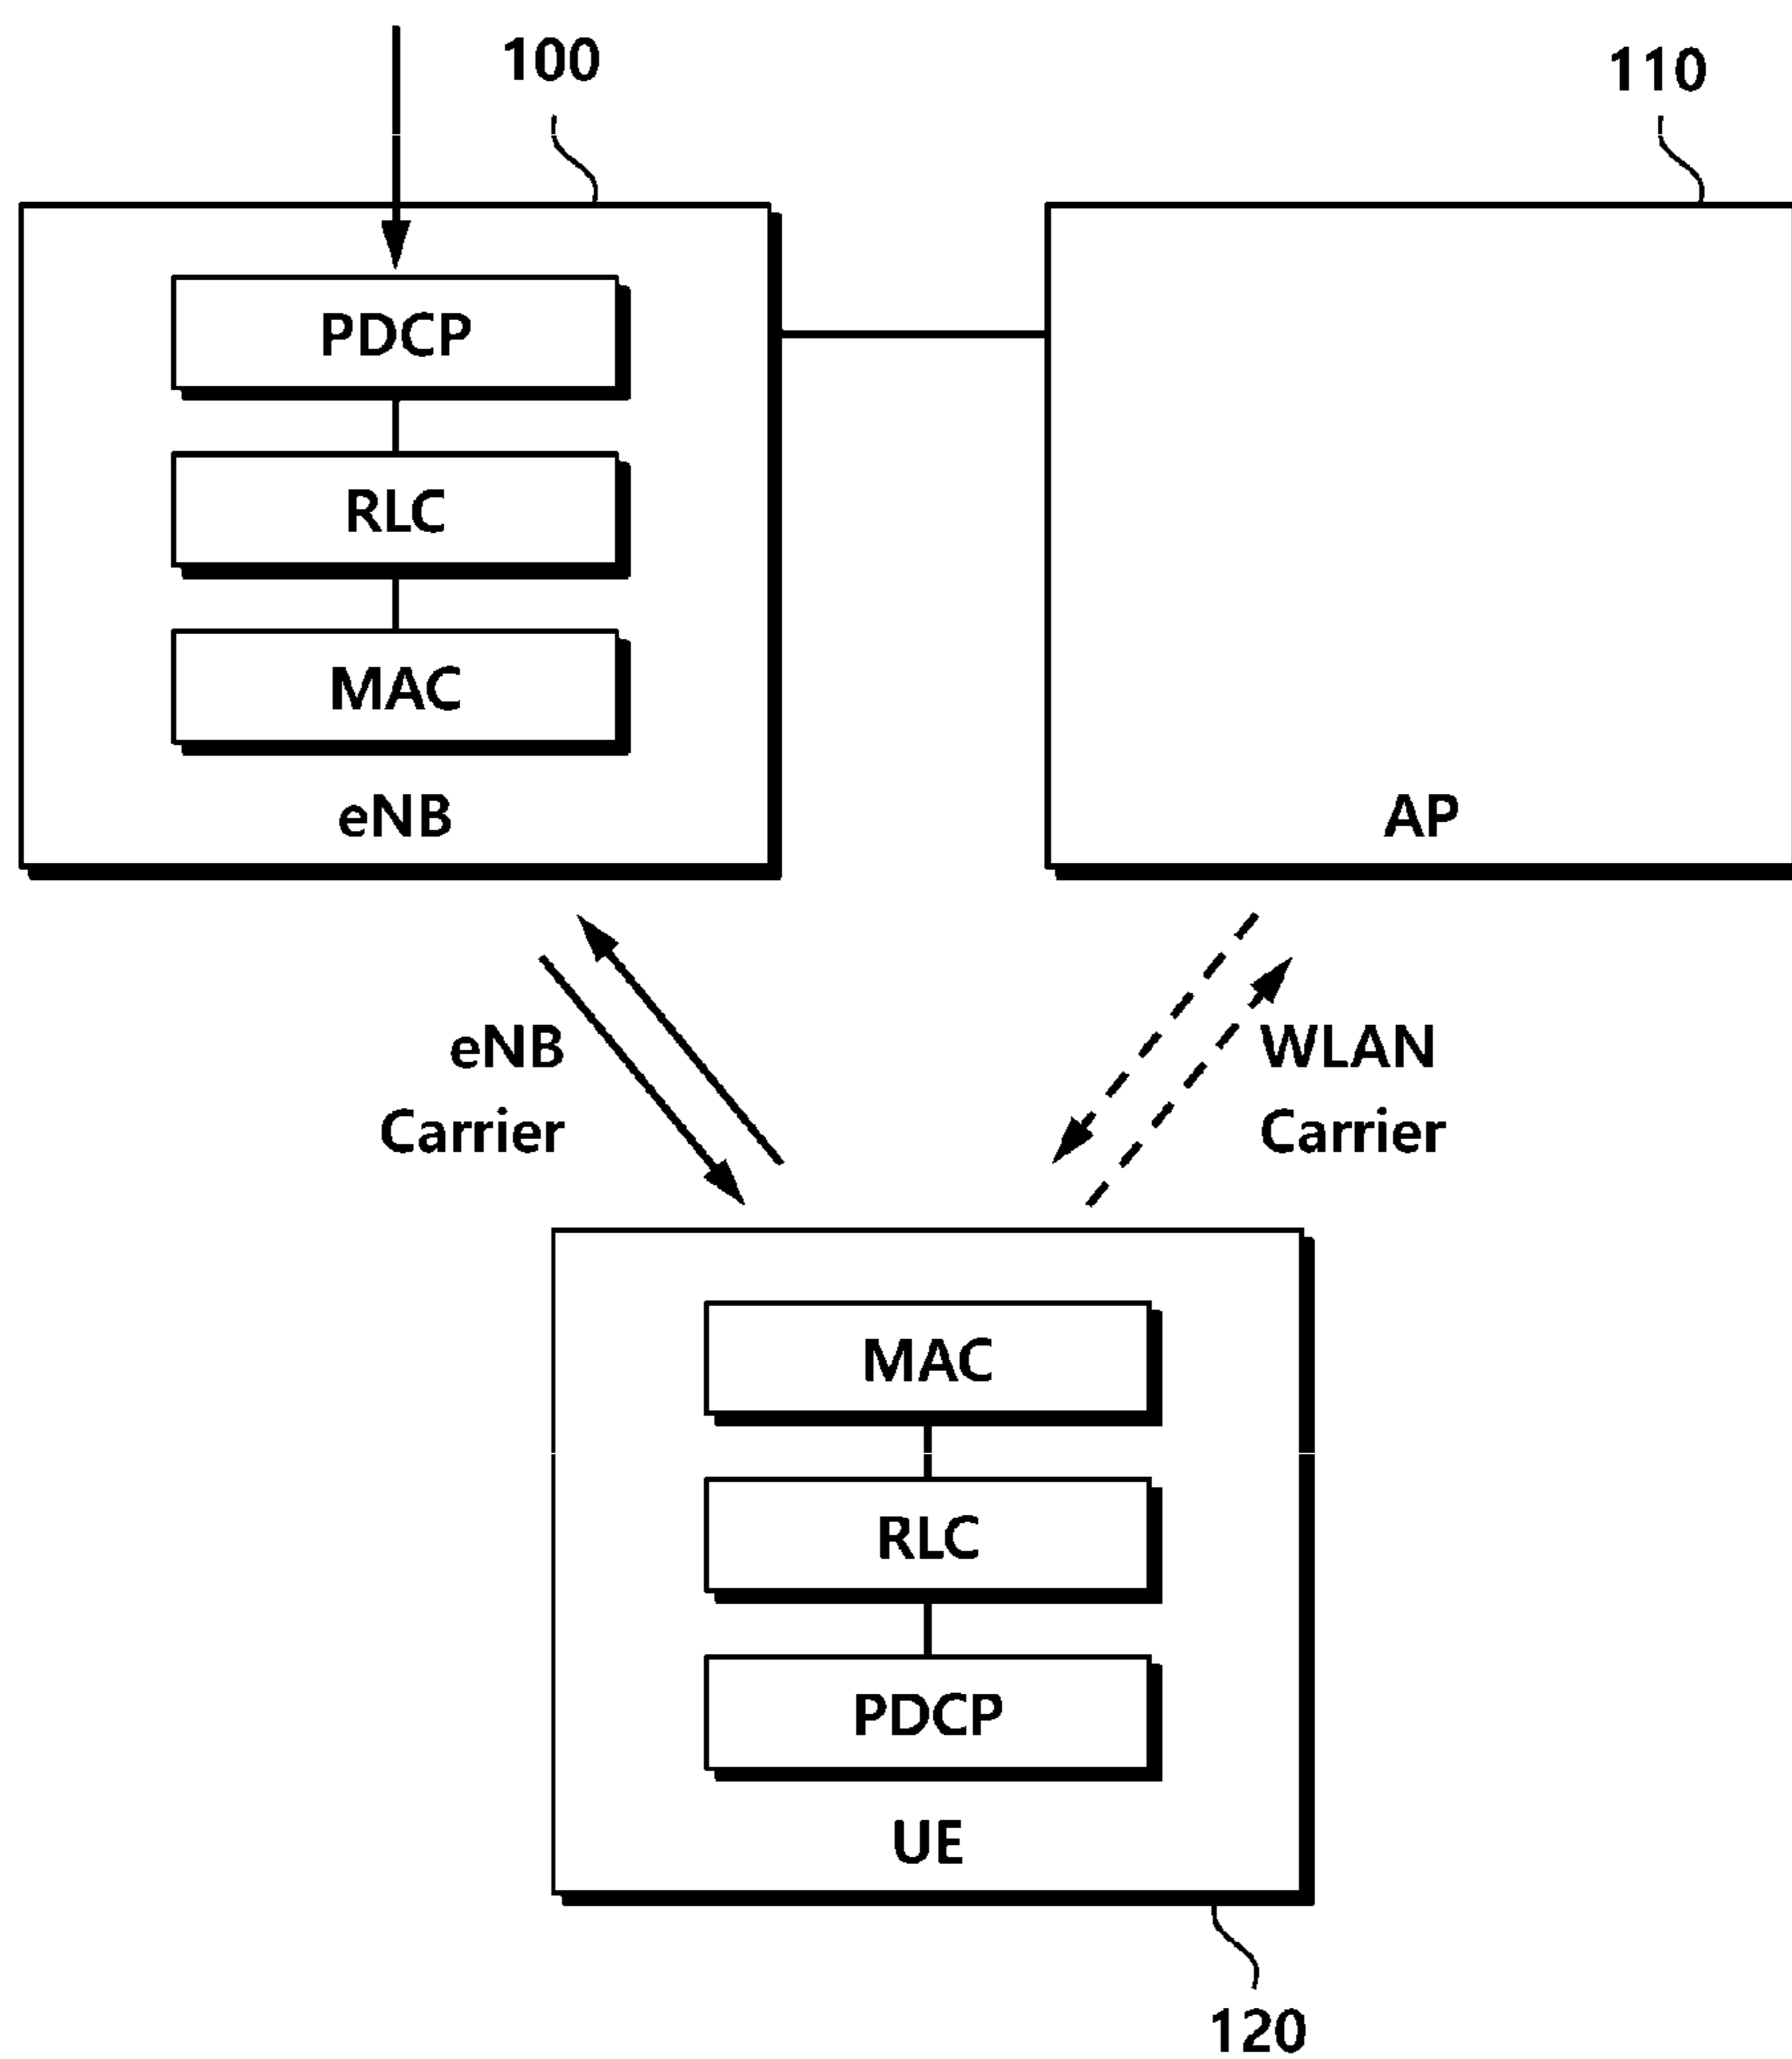 100
110
PDCP
RLC
MAC
eNB
AP
eNB
Carrier
WLAN
Carrier
MAC
RLC
PDCP
UE
120